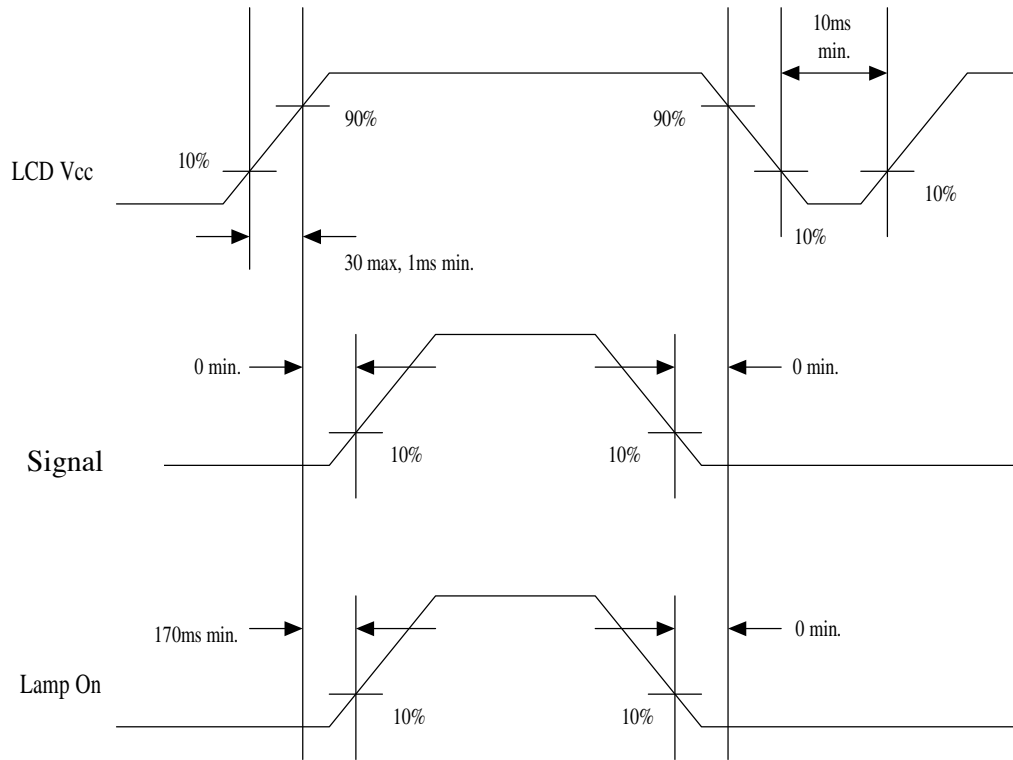 10ms
min.
90%
90%
10%
LCD Vcc
10%
10%
30 max, 1ms min.
0 min.
0 min.
10%
10%
Signal
170ms min.
0 min.
Lamp On
10%
10%